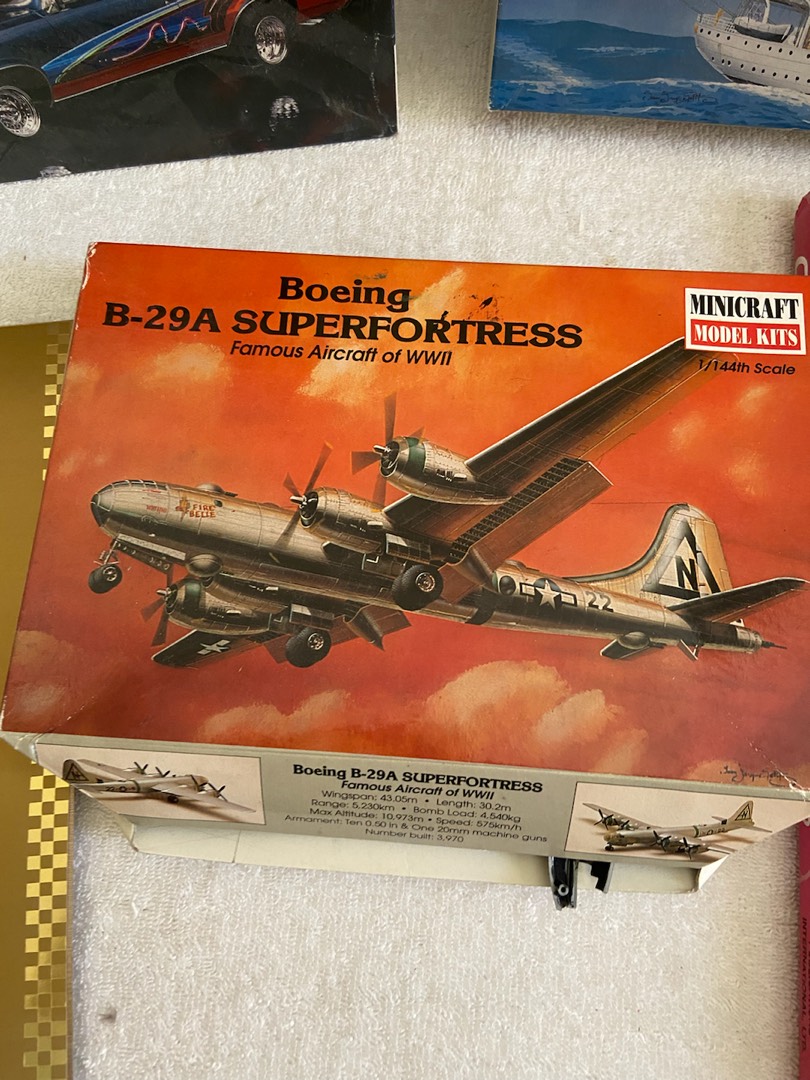 Boeing
B-29A SUPERFORTRESS
Famous Aircraft of WWII
MINICRAFT
MODEL KITS
1/144th Scale
FIRE
BELLE
N
22
Boeing B-29A SUPERFORTRESS
Famous Aircraft of WWII
Wingspan: 43.05m • Length: 30.2m
Range: 5,230km • Bomb Load: 4,540kg
Max Altitude: 10,973m • Speed: 575km/h
Armament: Ten 0.50 in & One 20mm machine guns
Number built: 3,970